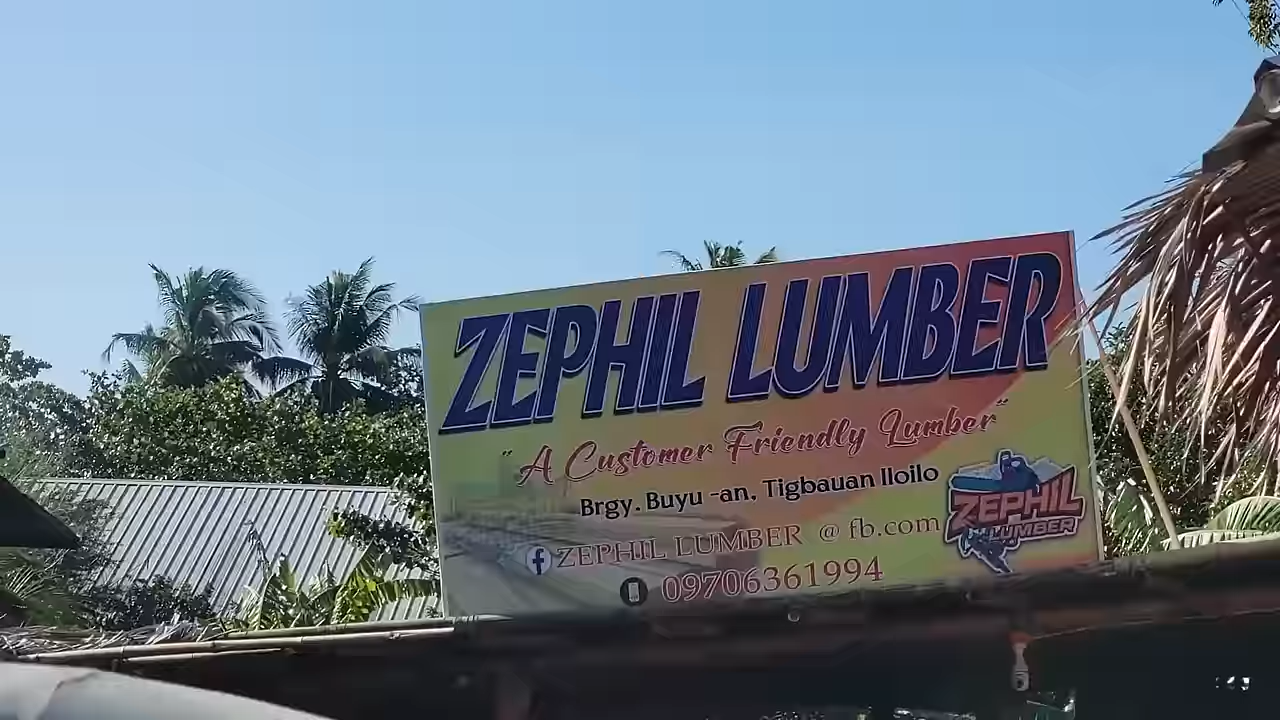 ZEPHIL LUMBER
"A Customer Friendly Lumber"
Brgy. Buyu -an. Tigbauan Iloilo
ZEPHIL LUMBER @ fb.com
09706361994
ZEPHIL
LUMBER